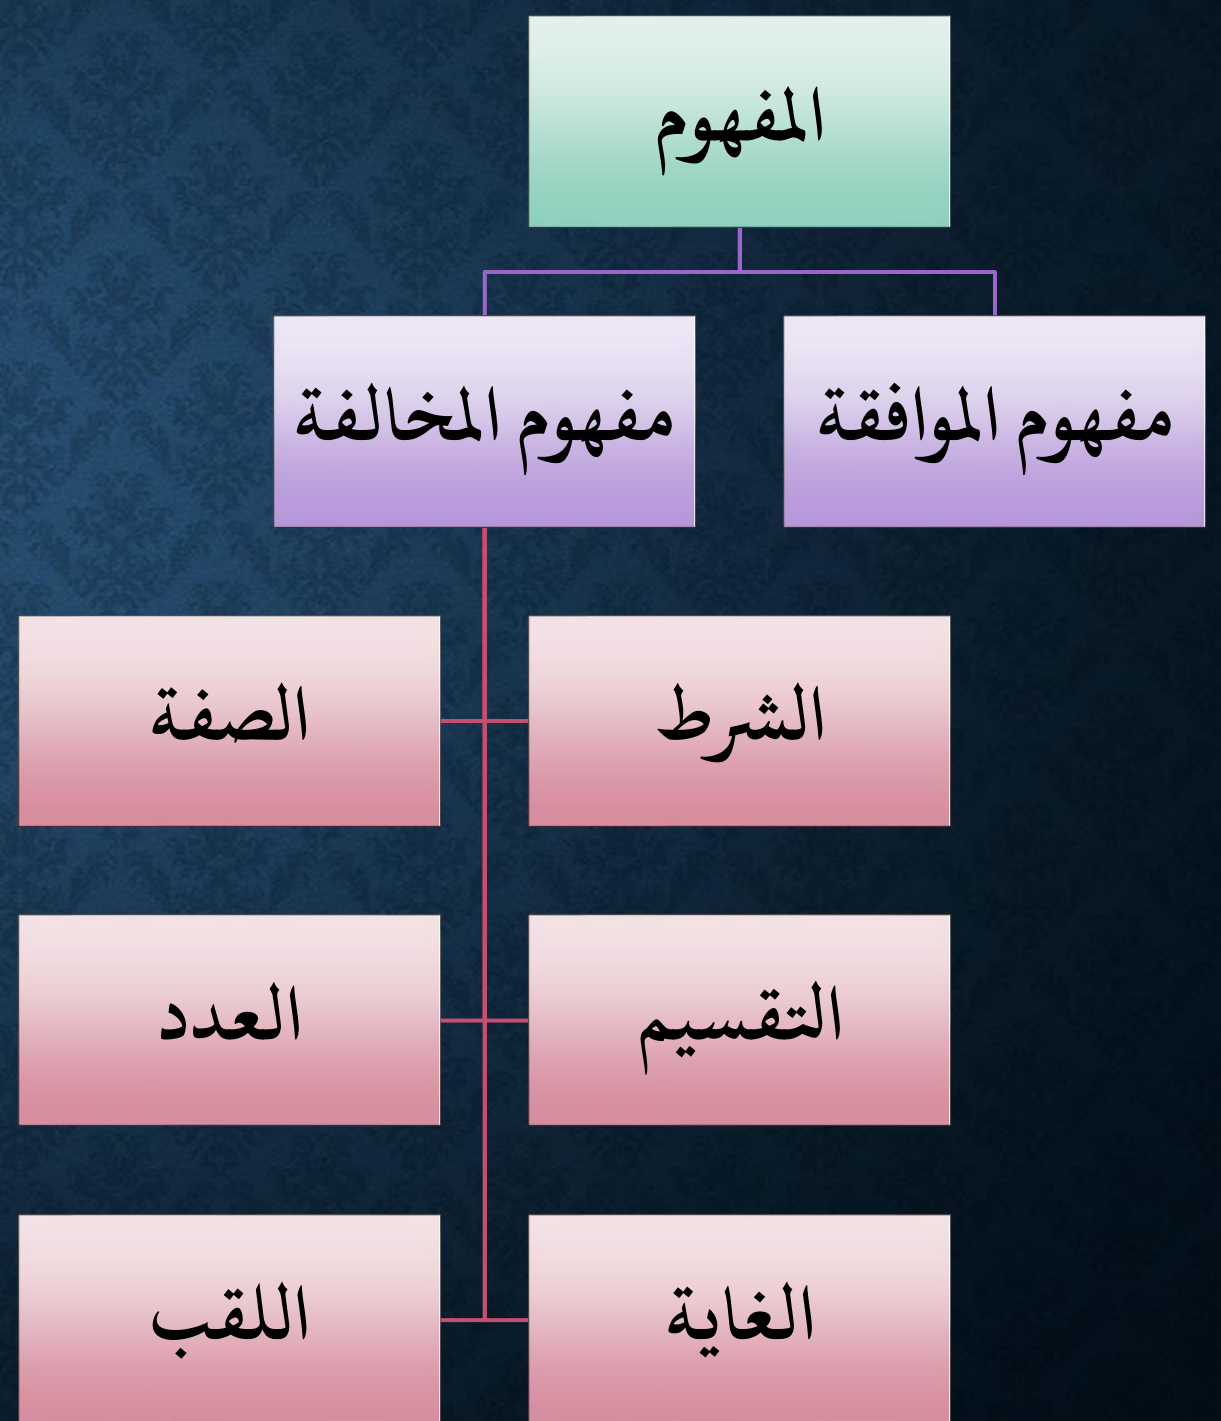 المفهوم
مفهوم الموافقة
مفهوم المخالفة
الشرط
الصفة
التقسيم
العدد
الغاية
اللقب